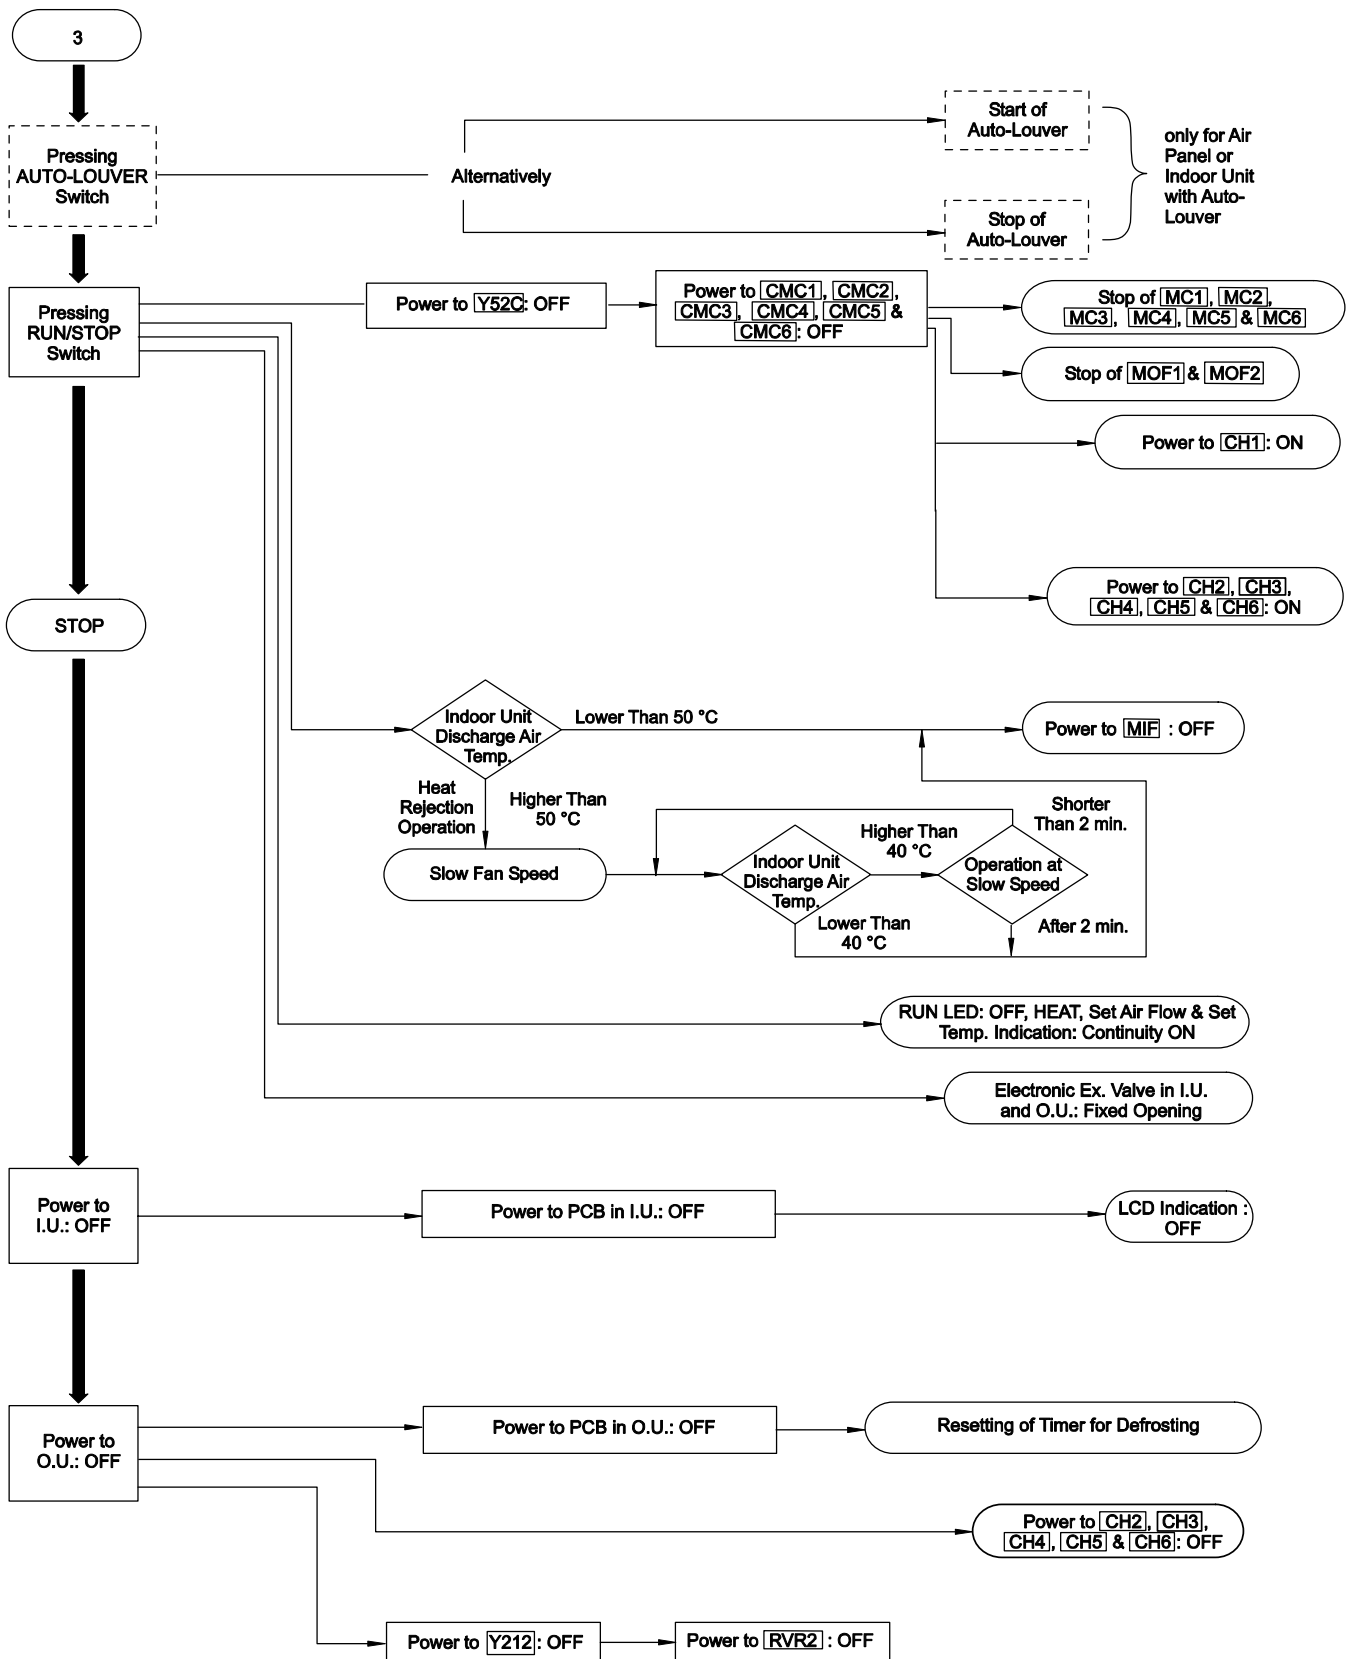 3
Pressing
AUTO-LOUVER
Switch
Alternatively
Start of
Auto-Louver
Stop of
Auto-Louver
only for Air
Panel or
Indoor Unit
with Auto-
Louver
Pressing
RUN/STOP
Switch
Power to Y52C: OFF
Power to CMC1, CMC2,
CMC3, CMC4, CMC5 &
CMC6: OFF
Stop of MC1, MC2,
MC3, MC4, MC5 & MC6
Stop of MOF1 & MOF2
Power to CH1: ON
Power to CH2, CH3,
CH4, CH5 & CH6: ON
STOP
Indoor Unit
Discharge Air
Temp.
Lower Than 50 °C
Power to MIF : OFF
Heat
Rejection
Operation
Higher Than
50 °C
Slow Fan Speed
Indoor Unit
Discharge Air
Temp.
Higher Than
40 °C
Lower Than
40 °C
Operation at
Slow Speed
Shorter
Than 2 min.
After 2 min.
RUN LED: OFF, HEAT, Set Air Flow & Set
Temp. Indication: Continuity ON
Electronic Ex. Valve in I.U.
and O.U.: Fixed Opening
Power to
I.U.: OFF
Power to PCB in I.U.: OFF
LCD Indication :
OFF
Power to
O.U.: OFF
Power to PCB in O.U.: OFF
Resetting of Timer for Defrosting
Power to CH2, CH3,
CH4, CH5 & CH6: OFF
Power to Y212 : OFF
Power to RVR2 : OFF